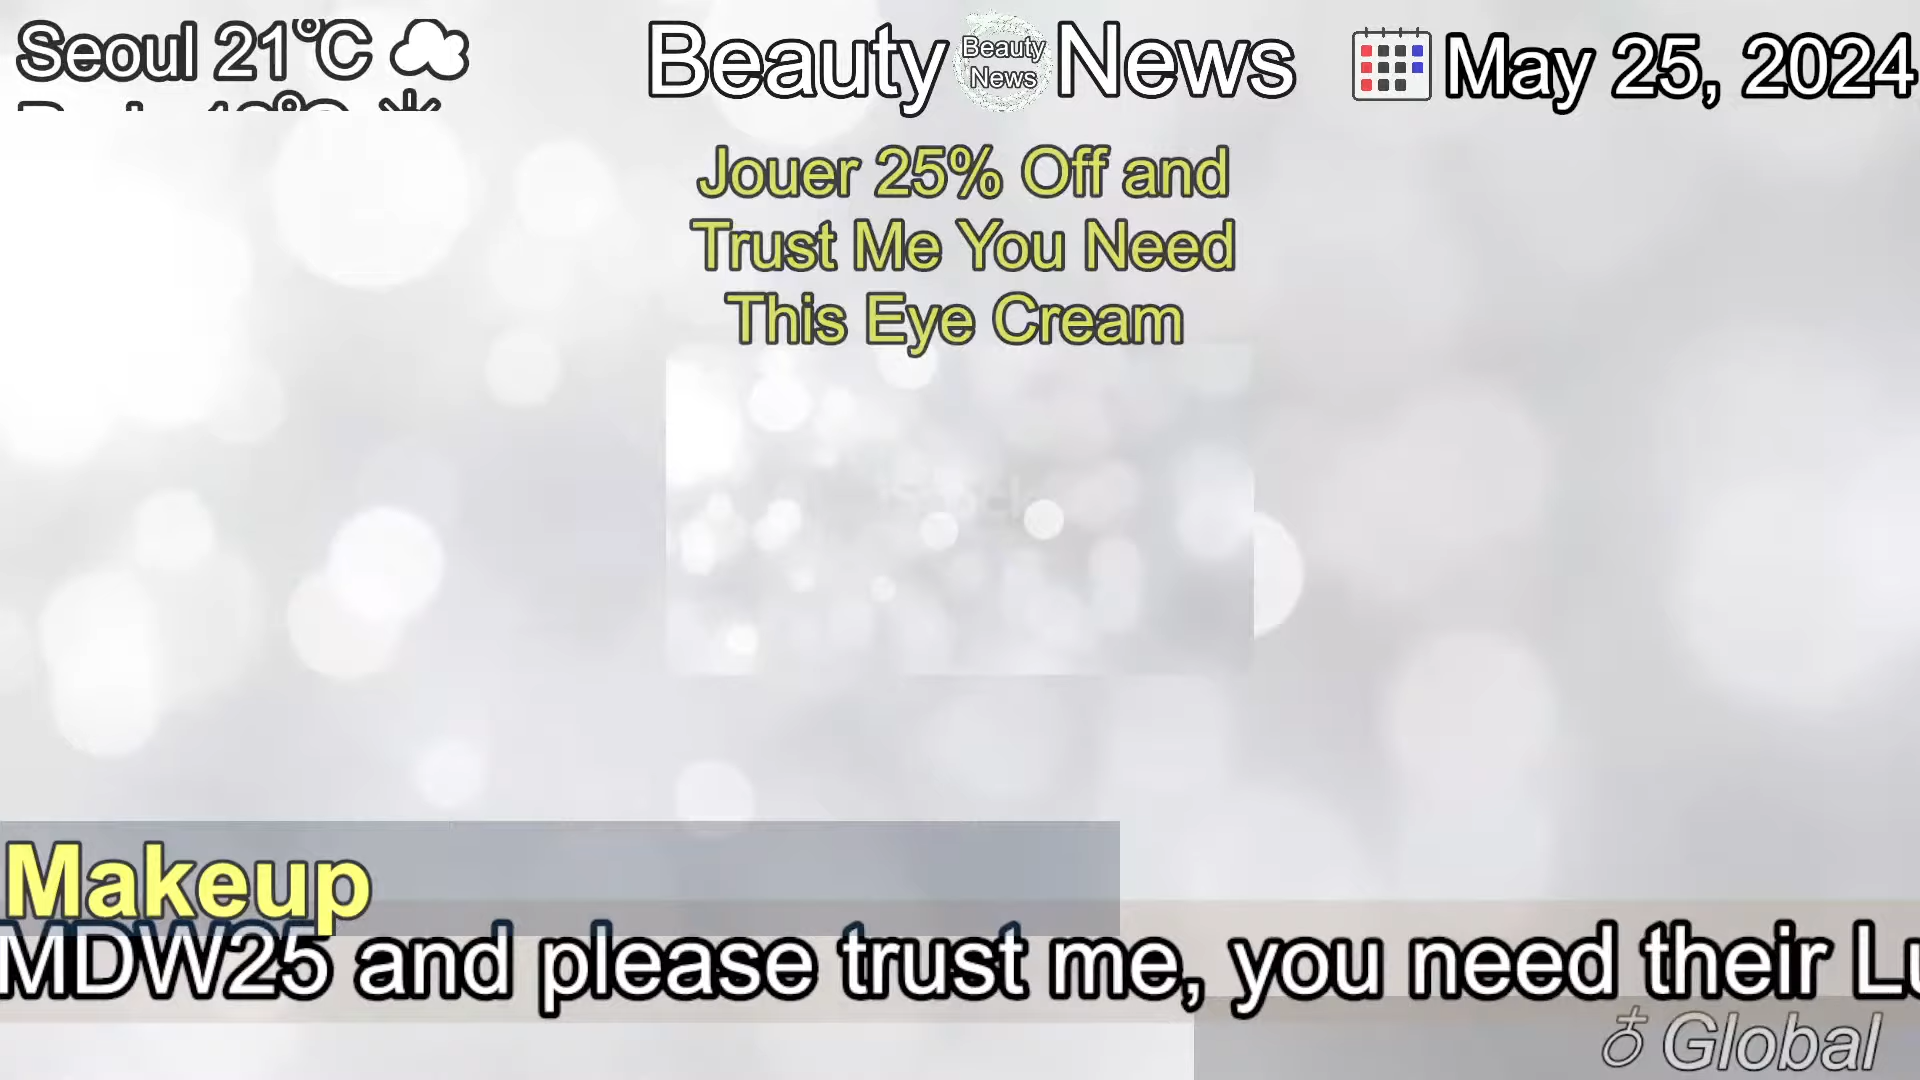 Seoul 21°C
Beauty News
Beauty
News
May 25, 2024
Jouer 25% Off and
Trust Me You Need
This Eye Cream
Makeup
MDW25 and please trust me, you need their
Global